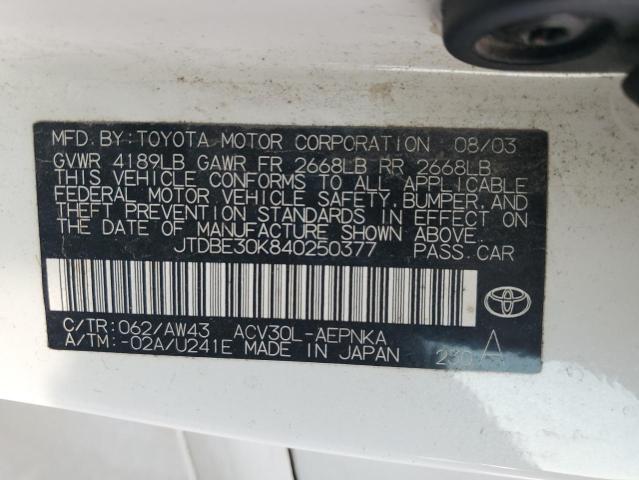 MFD.BY:TOYOTA MOTOR CORPORATION 08/03
GVWR 4189LB GAWR FR 2668LB RR 2668LB
THIS VEHICLE CONFORMS TO ALL APPLICABLE
FEDERAL MOTOR VEHICLE SAFETY,BUMPER,AND
THEFT PREVENTION STANDARDS IN EFFECT ON
THE DATE OF MANUFACTURE SHOWN ABOVE.
JTDBE30K840250377 PASS.CAR
C/TR:062/AW43 ACV30L-AEPNKA
A/TM:-02A/U241E MADE IN JAPAN A